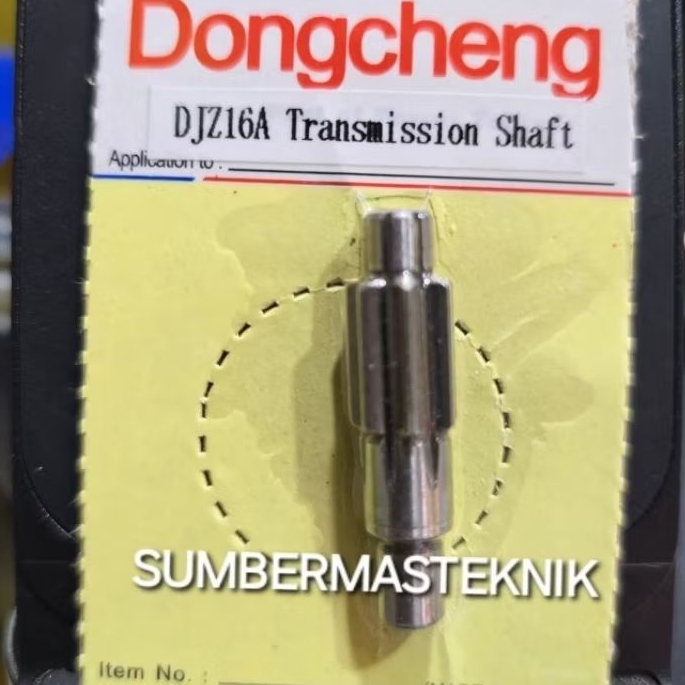 Dongcheng
DJZ16A Transmission Shaft
Application to :
SUMBERMASTEKNIK
Item No. :